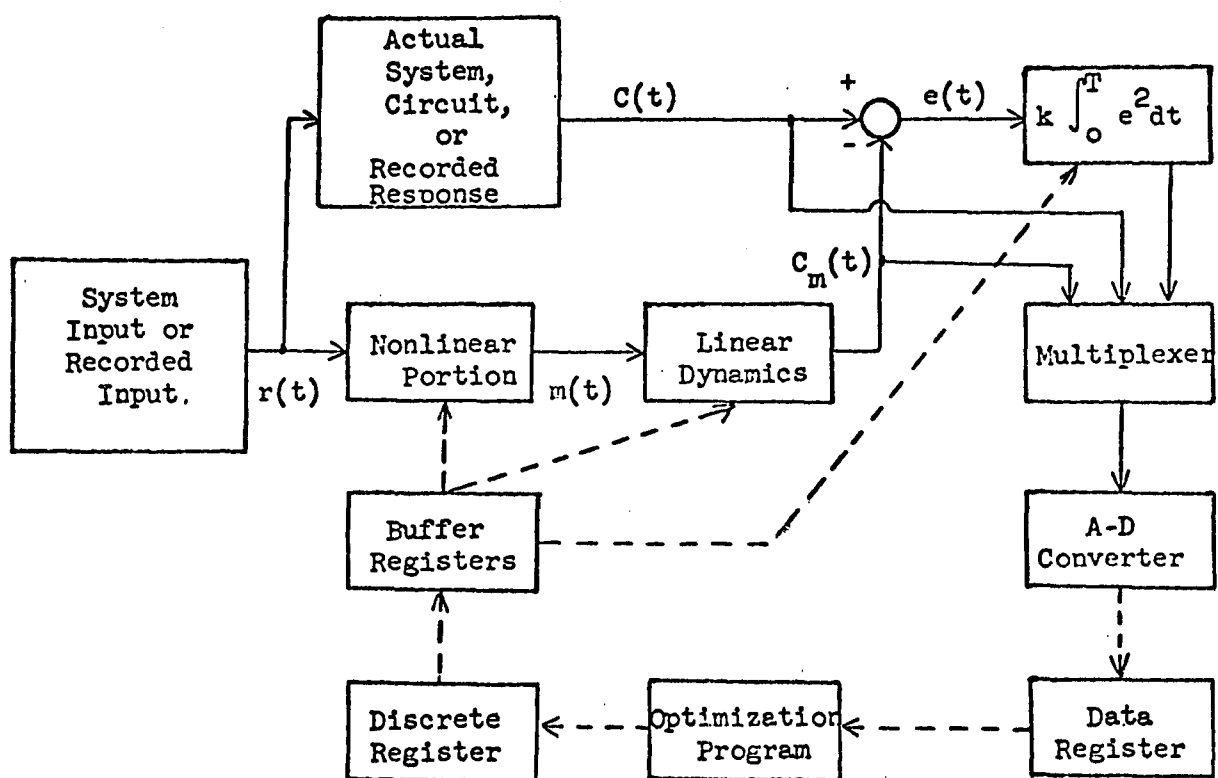 Actual
System,
Circuit,
or
Recorded
Response
C(t)
+
-
e(t)
k ∫₀ᵀ e²dt
System
Input or
Recorded
Input.
r(t)
Nonlinear
Portion
m(t)
Linear
Dynamics
C_m(t)
Multiplexer
Buffer
Registers
A-D
Converter
Discrete
Register
Optimization
Program
Data
Register